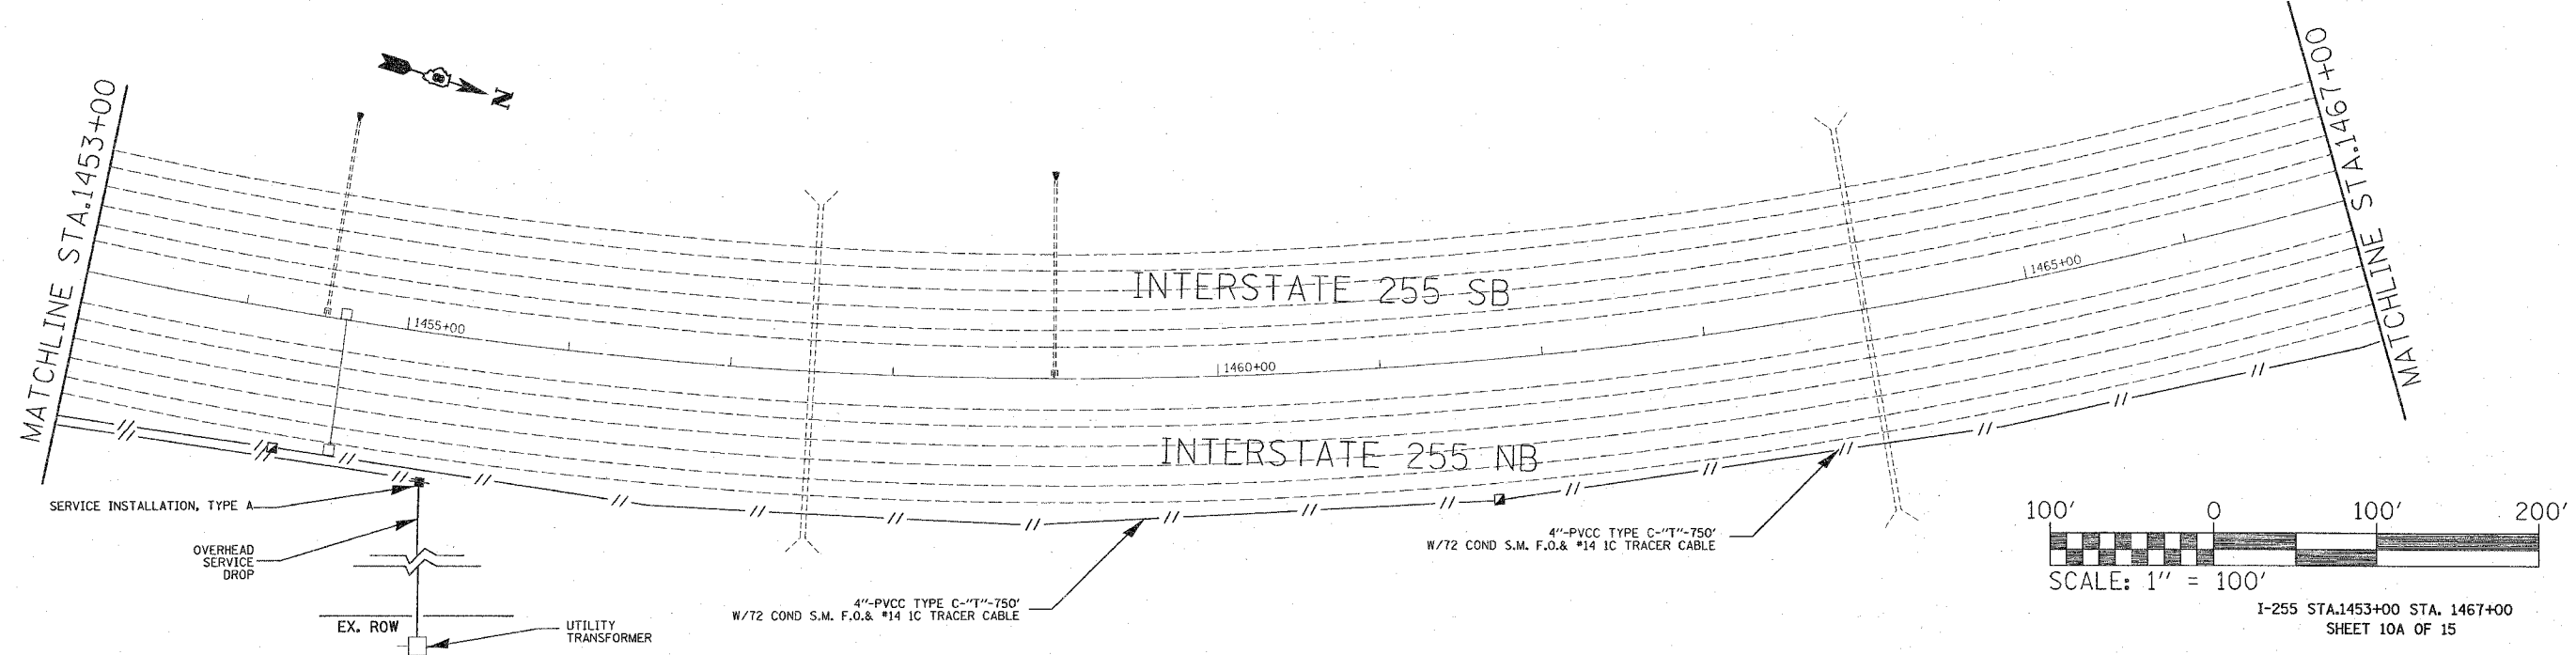 MATCHLINE STA.1453+00
N
MATCHLINE STA.1467+00
INTERSTATE 255 SB
1455+00
1460+00
1465+00
INTERSTATE 255 NB
SERVICE INSTALLATION, TYPE A
OVERHEAD
SERVICE
DROP
EX. ROW
UTILITY
TRANSFORMER
4"-PVCC TYPE C-"T"-750'
W/72 COND S.M. F.O.& #14 1C TRACER CABLE
4"-PVCC TYPE C-"T"-750'
W/72 COND S.M. F.O.& #14 1C TRACER CABLE
100' 0 100' 200'
SCALE: 1" = 100'
I-255 STA.1453+00 STA. 1467+00
SHEET 10A OF 15